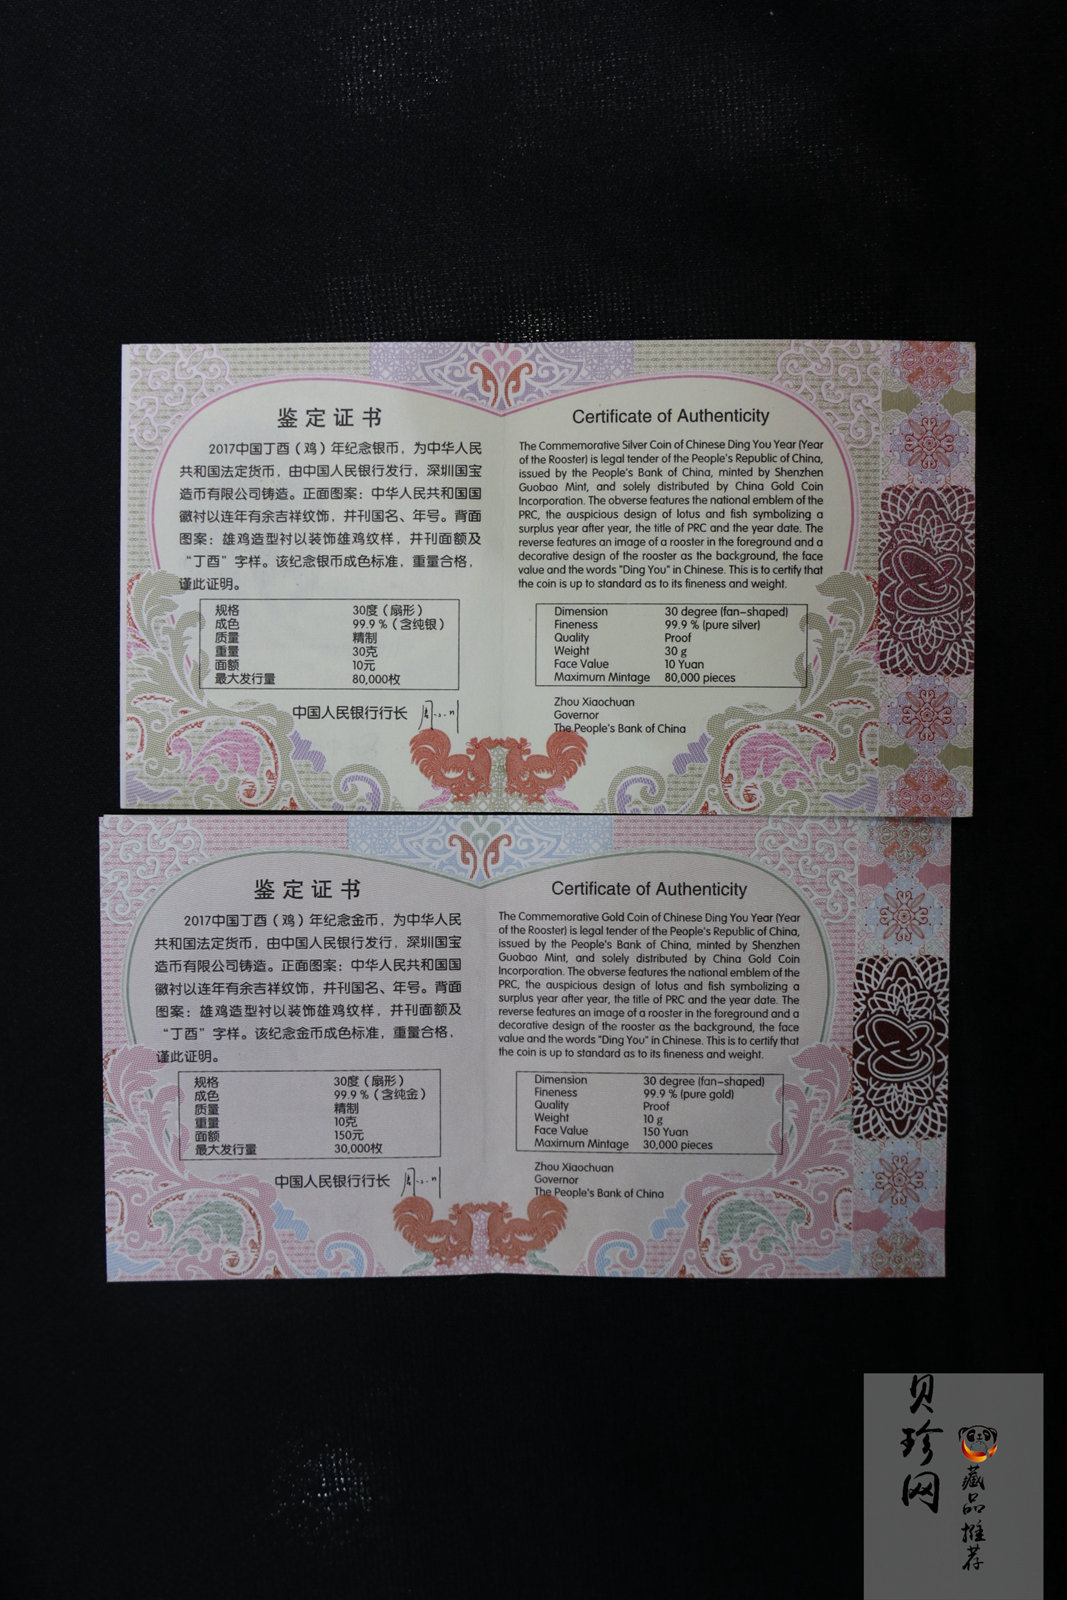 鉴定证书
2017中国丁酉（鸡）年纪念银币，为中华人民
共和国法定货币，由中国人民银行发行，深圳国宝
造币有限公司铸造。正面图案：中华人民共和国国
徽衬以连年有余吉祥纹饰，并刊国名、年号。背面
图案：雄鸡造型衬以装饰雄鸡纹样，并刊面额及
“丁酉”字样。该纪念银币成色标准，重量合格，
谨此证明。
规格 30度（扇形）
成色 99.9％（含纯银）
质量 精制
重量 30克
面额 10元
最大发行量 80,000枚
中国人民银行行长
Certificate of Authenticity
The Commemorative Silver Coin of Chinese Ding You Year (Year
of the Rooster) is legal tender of the People's Republic of China,
issued by the People's Bank of China, minted by Shenzhen
Guobao Mint, and solely distributed by China Gold Coin
Incorporation. The obverse features the national emblem of the
PRC, the auspicious design of lotus and fish symbolizing a
surplus year after year, the title of PRC and the year date. The
reverse features an image of a rooster in the foreground and a
decorative design of the rooster as the background, the face
value and the words "Ding You" in Chinese. This is to certify that
the coin is up to standard as to its fineness and weight.
Dimension 30 degree (fan-shaped)
Fineness 99.9 % (pure silver)
Quality Proof
Weight 30 g
Face Value 10 Yuan
Maximum Mintage 80,000 pieces
Zhou Xiaochuan
Governor
The People's Bank of China
鉴定证书
2017中国丁酉（鸡）年纪念金币，为中华人民
共和国法定货币，由中国人民银行发行，深圳国宝
造币有限公司铸造。正面图案：中华人民共和国国
徽衬以连年有余吉祥纹饰，并刊国名、年号。背面
图案：雄鸡造型衬以装饰雄鸡纹样，并刊面额及
“丁酉”字样。该纪念金币成色标准，重量合格，
谨此证明。
规格 30度（扇形）
成色 99.9％（含纯金）
质量 精制
重量 10克
面额 150元
最大发行量 30,000枚
中国人民银行行长
Certificate of Authenticity
The Commemorative Gold Coin of Chinese Ding You Year (Year
of the Rooster) is legal tender of the People's Republic of China,
issued by the People's Bank of China, minted by Shenzhen
Guobao Mint, and solely distributed by China Gold Coin
Incorporation. The obverse features the national emblem of the
PRC, the auspicious design of lotus and fish symbolizing a
surplus year after year, the title of PRC and the year date. The
reverse features an image of a rooster in the foreground and a
decorative design of the rooster as the background, the face
value and the words "Ding You" in Chinese. This is to certify that
the coin is up to standard as to its fineness and weight.
Dimension 30 degree (fan-shaped)
Fineness 99.9 % (pure gold)
Quality Proof
Weight 10 g
Face Value 150 Yuan
Maximum Mintage 30,000 pieces
Zhou Xiaochuan
Governor
The People's Bank of China
贝珍网
藏品推荐